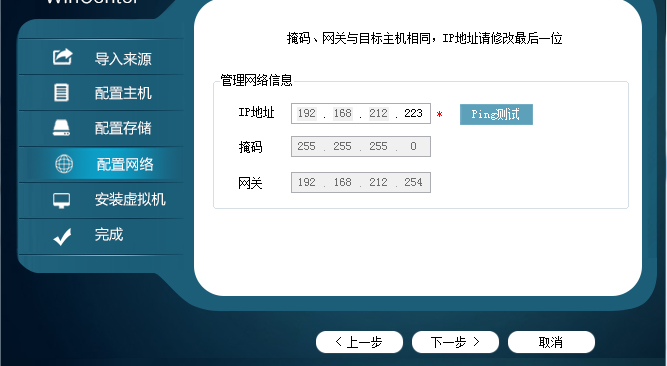 WinCenter
掩码、网关与目标主机相同，IP地址请修改最后一位
导入来源
配置主机
配置存储
配置网络
安装虚拟机
完成
管理网络信息
IP地址 192 . 168 . 212 . 223 * Ping测试
掩码 255 . 255 . 255 . 0
网关 192 . 168 . 212 . 254
< 上一步 下一步 > 取消